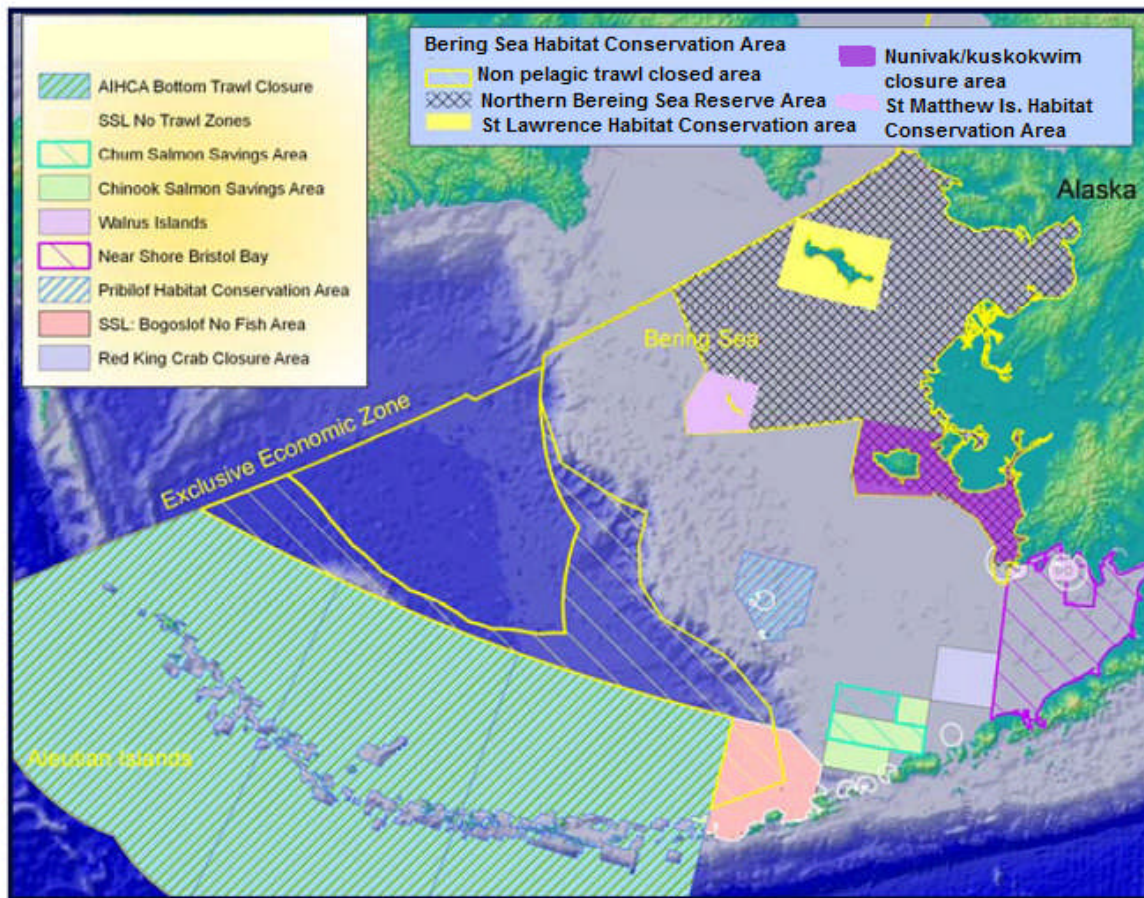 AIHCA Bottom Trawl Closure
SSL No Trawl Zones
Chum Salmon Savings Area
Chinook Salmon Savings Area
Walrus Islands
Near Shore Bristol Bay
Pribilof Habitat Conservation Area
SSL: Bogoslof No Fish Area
Red King Crab Closure Area
Bering Sea Habitat Conservation Area
Non pelagic trawl closed area
Northern Bereing Sea Reserve Area
St Lawrence Habitat Conservation area
Nunivak/kuskokwim
closure area
St Matthew Is. Habitat
Conservation Area
Alaska
Bering Sea
Exclusive Economic Zone
Aleutian Islands